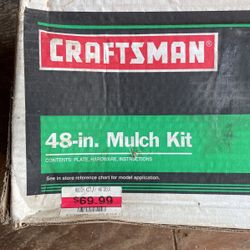 CRAFTSMAN®
48-in. Mulch Kit
CONTENTS: PLATE, HARDWARE, INSTRUCTIONS
See in store reference chart for model application.
$69.99